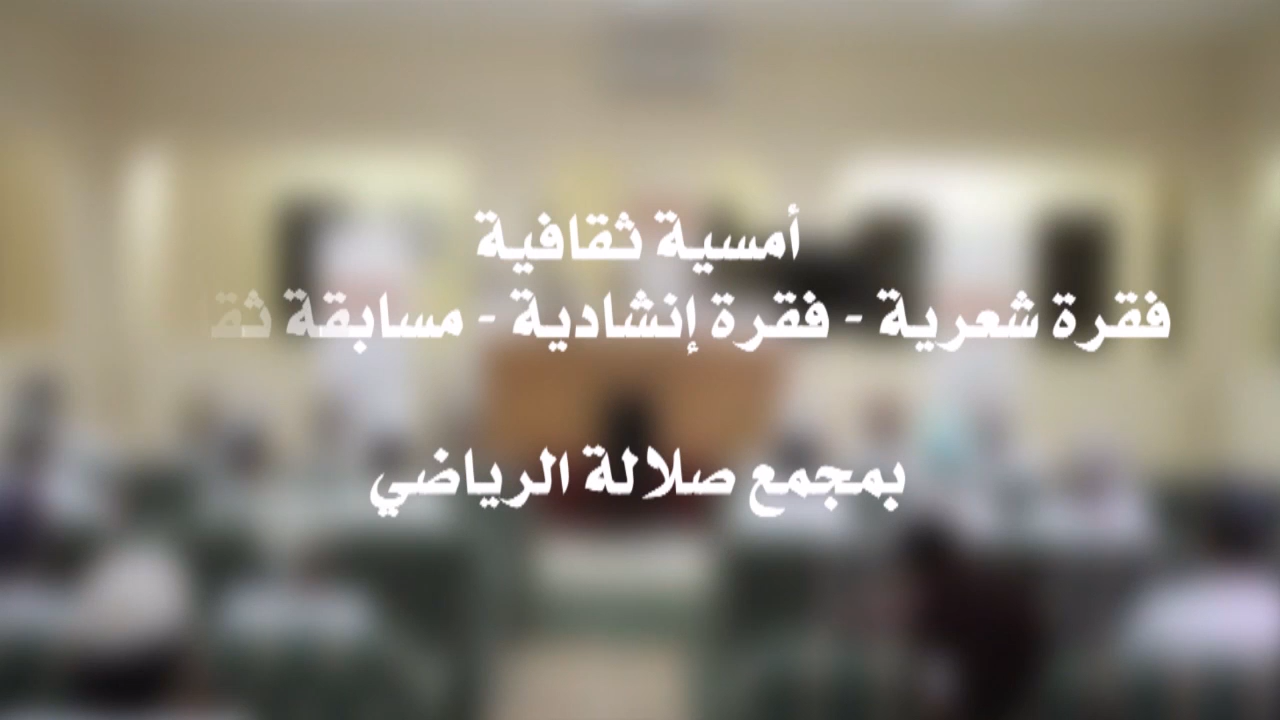 أمسية ثقافية
فقرة شعرية - فقرة إنشادية - مسابقة
بمجمع صلالة الرياضي